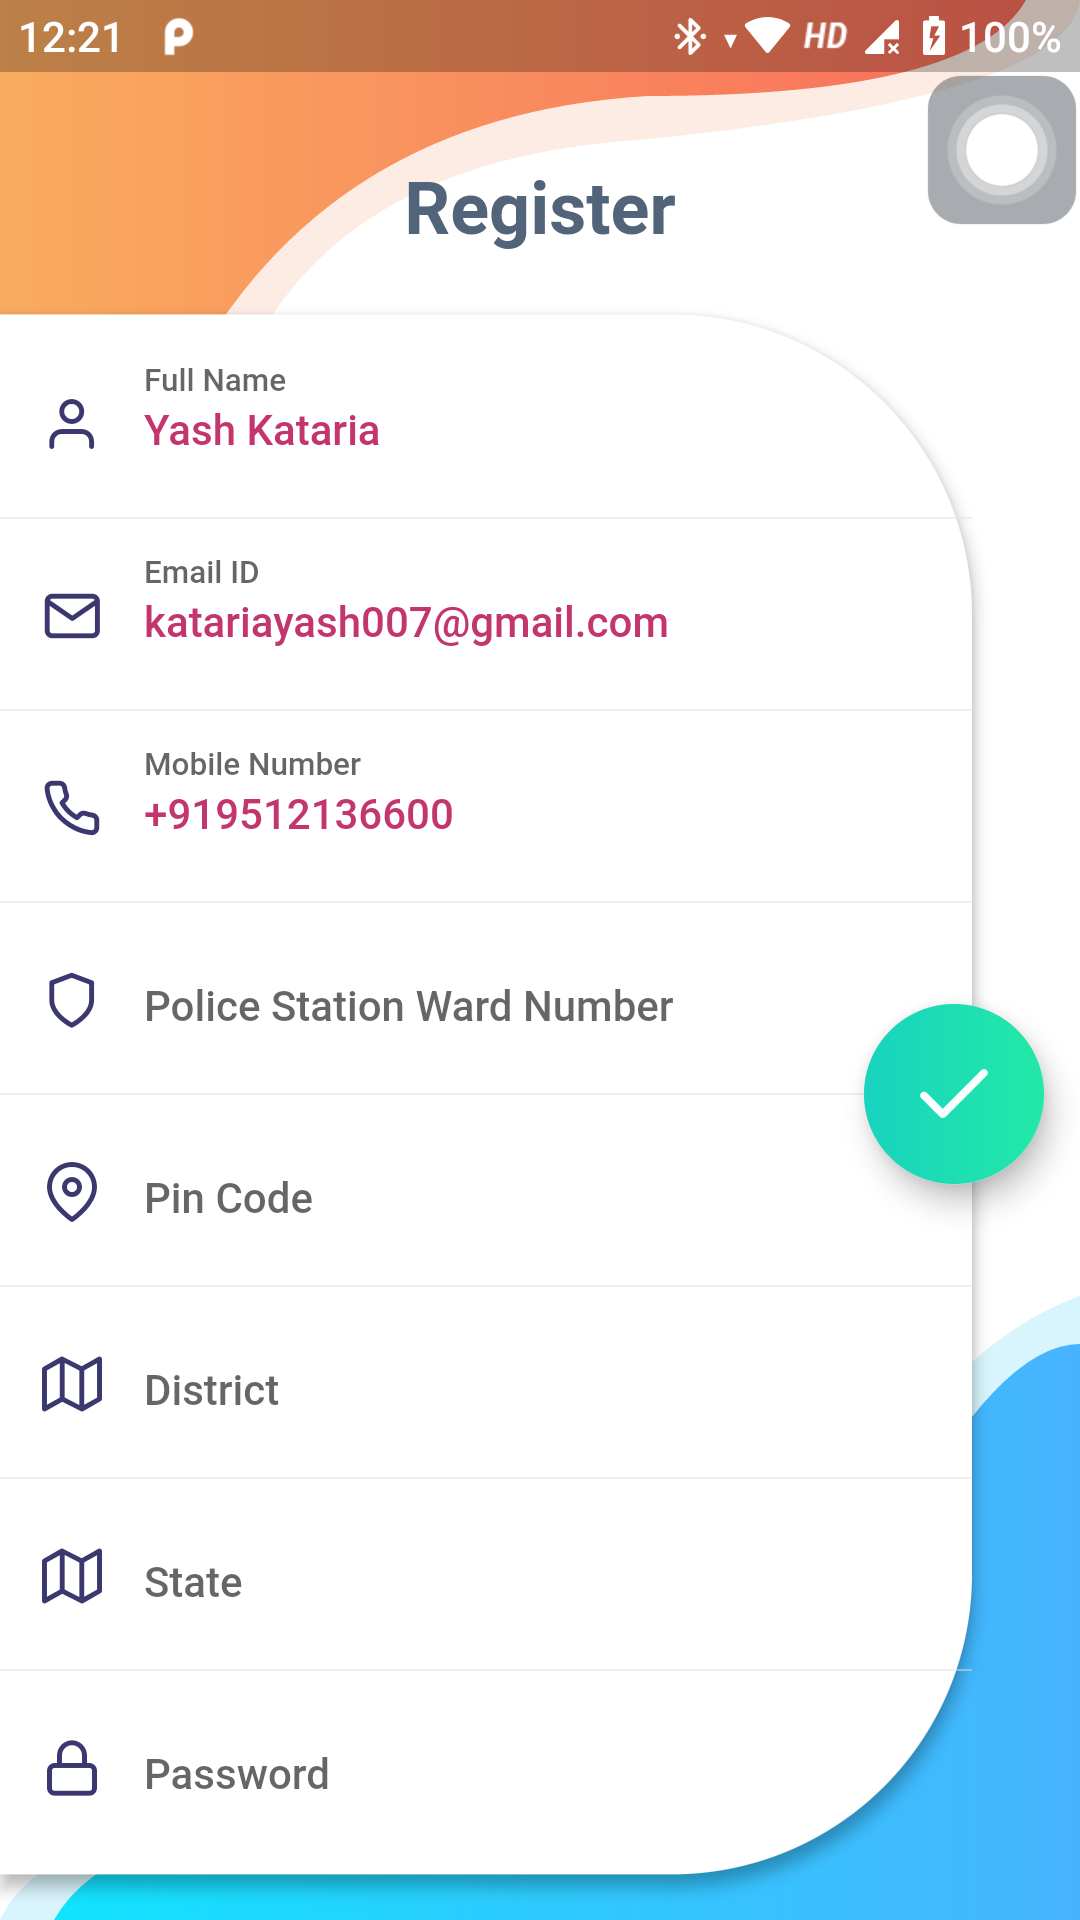 12:21 HD 100%
Register
Full Name
Yash Kataria
Email ID
katariayash007@gmail.com
Mobile Number
+919512136600
Police Station Ward Number
Pin Code
District
State
Password